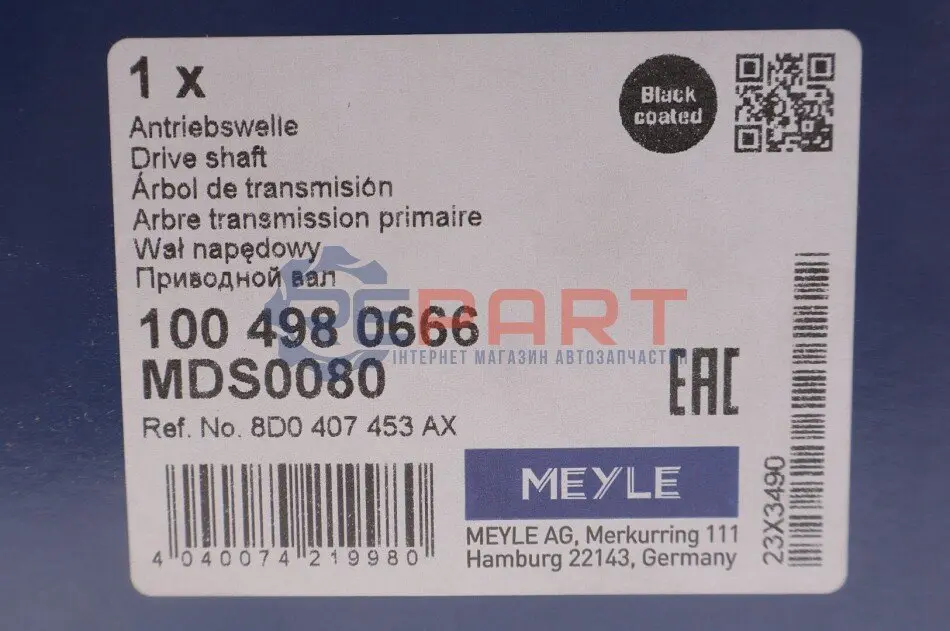 1 x
Black
coated
Antriebswelle
Drive shaft
Árbol de transmisión
Arbre transmission primaire
Wał napędowy
Приводной вал
PART
100 498 0666
ІНТЕРНЕТ МАГАЗИН АВТОЗАПЧАСТ
MDS0080
EAC
Ref. No. 8D0 407 453 AX
MEYLE
MEYLE AG, Merkurring 111
Hamburg 22143, Germany
4 040074 219980
23X3490